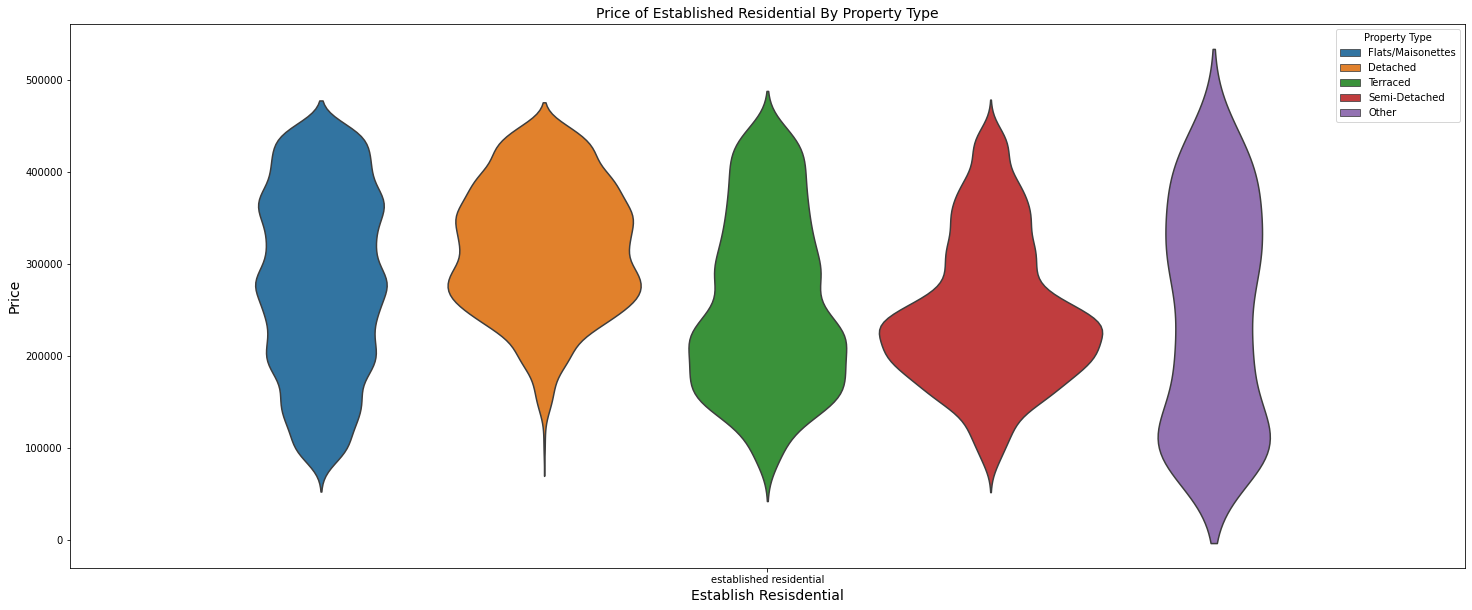 Price of Established Residential By Property Type
Property Type
Flats/Maisonettes
Detached
Terraced
Semi-Detached
Other
500000
400000
300000
200000
100000
0
Price
established residential
Establish Resisdential